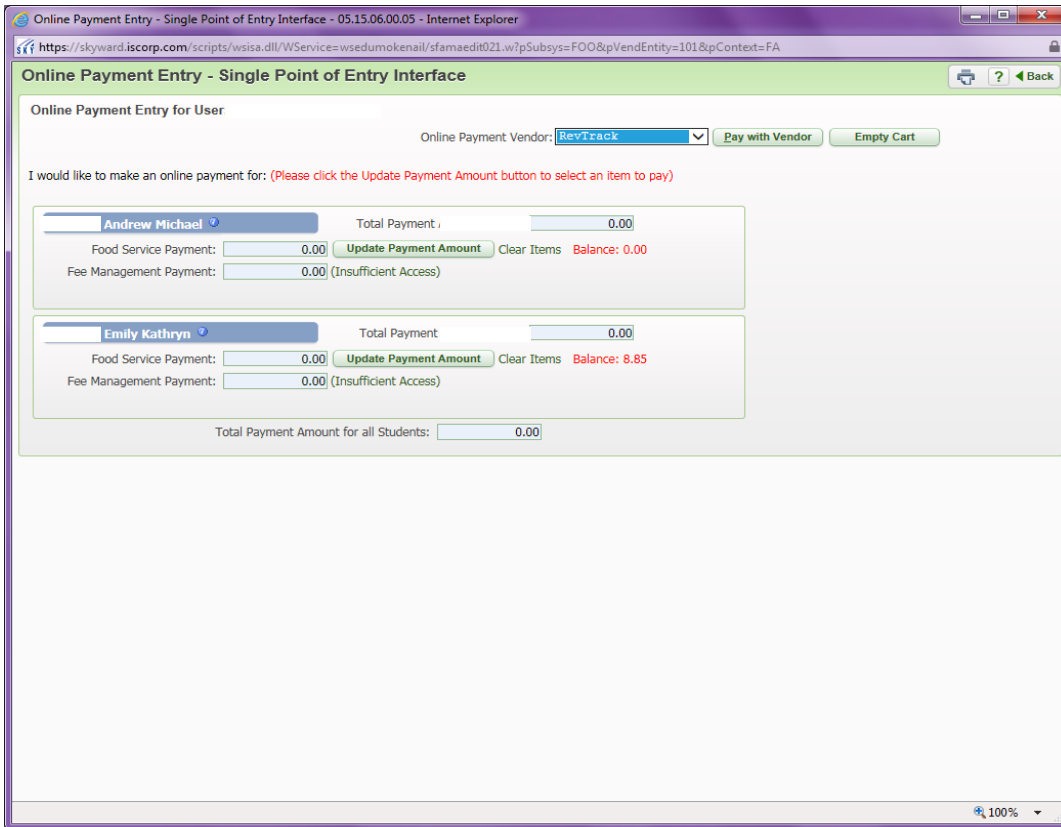 Online Payment Entry - Single Point of Entry Interface - 05.15.06.00.05 - Internet Explorer
https://skyward.iscorp.com/scripts/wsisa.dll/WService=wsedumokenail/sfamaedit021.w?pSubsys=FOO&pVendEntity=101&pContext=FA
Online Payment Entry - Single Point of Entry Interface
? Back
Online Payment Entry for User
Online Payment Vendor: RevTrack Pay with Vendor Empty Cart
I would like to make an online payment for: (Please click the Update Payment Amount button to select an item to pay)
Andrew Michael ? Total Payment 0.00
Food Service Payment: 0.00 Update Payment Amount Clear Items Balance: 0.00
Fee Management Payment: 0.00 (Insufficient Access)
Emily Kathryn ? Total Payment 0.00
Food Service Payment: 0.00 Update Payment Amount Clear Items Balance: 8.85
Fee Management Payment: 0.00 (Insufficient Access)
Total Payment Amount for all Students: 0.00
100%